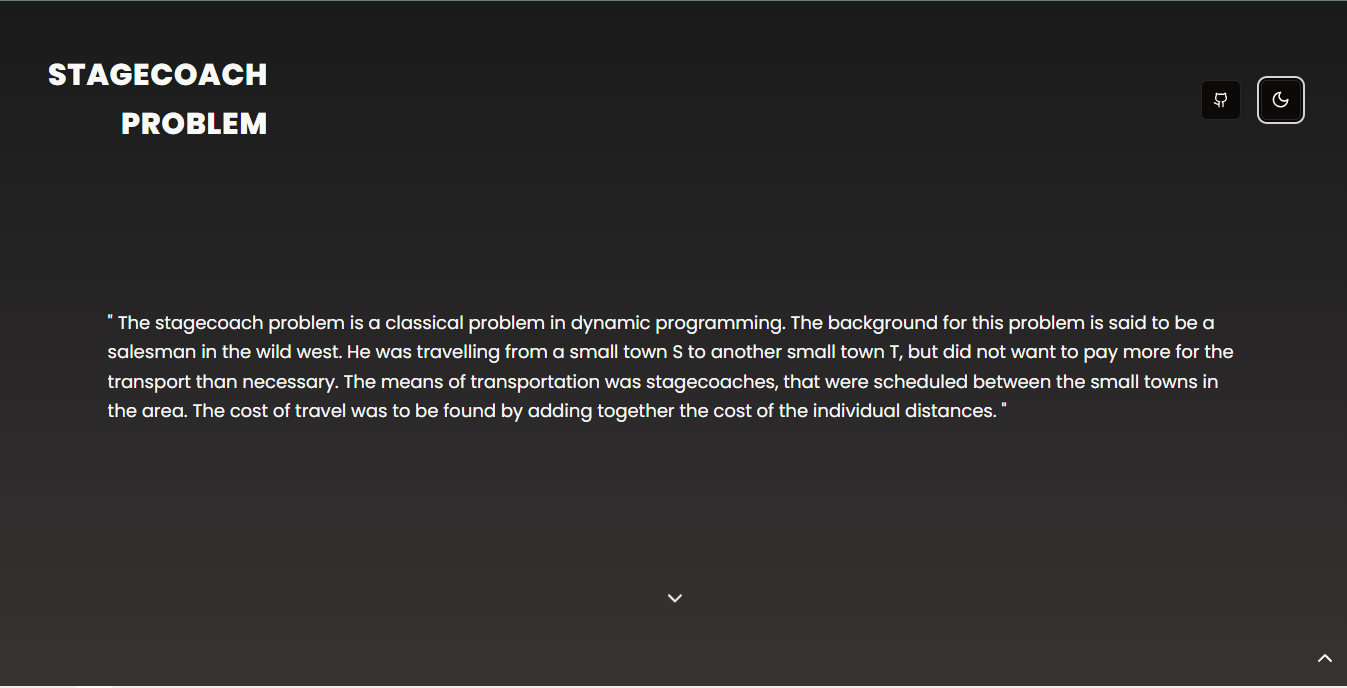 STAGECOACH
PROBLEM
" The stagecoach problem is a classical problem in dynamic programming. The background for this problem is said to be a
salesman in the wild west. He was travelling from a small town S to another small town T, but did not want to pay more for the
transport than necessary. The means of transportation was stagecoaches, that were scheduled between the small towns in
the area. The cost of travel was to be found by adding together the cost of the individual distances. "